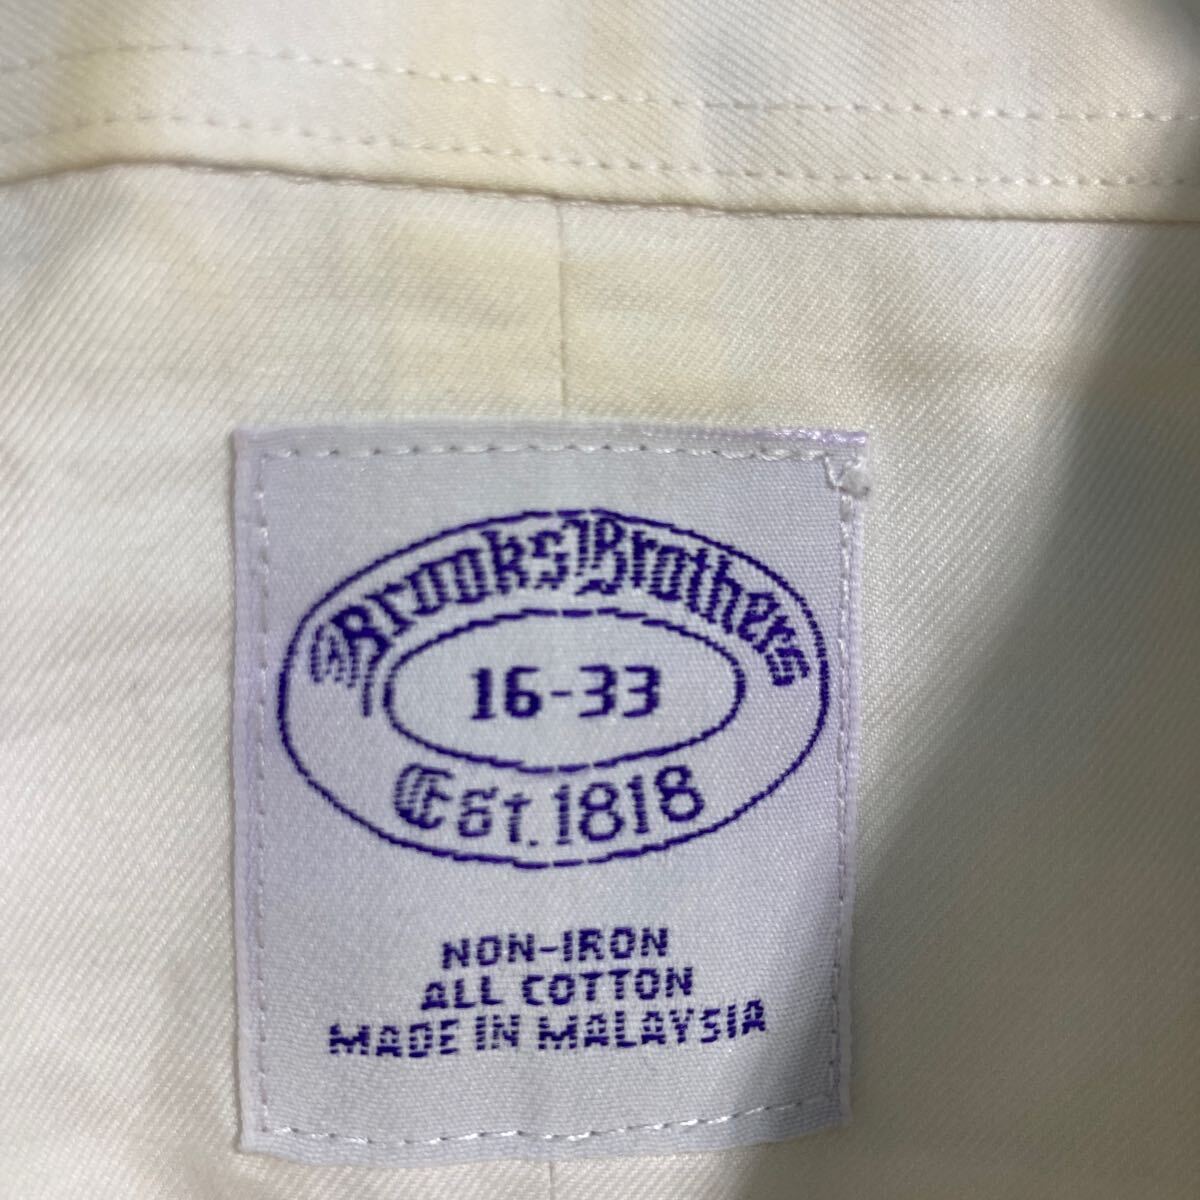 Brooks Brothers
16-33
Est. 1818
NON-IRON
ALL COTTON
MADE IN MALAYSIA